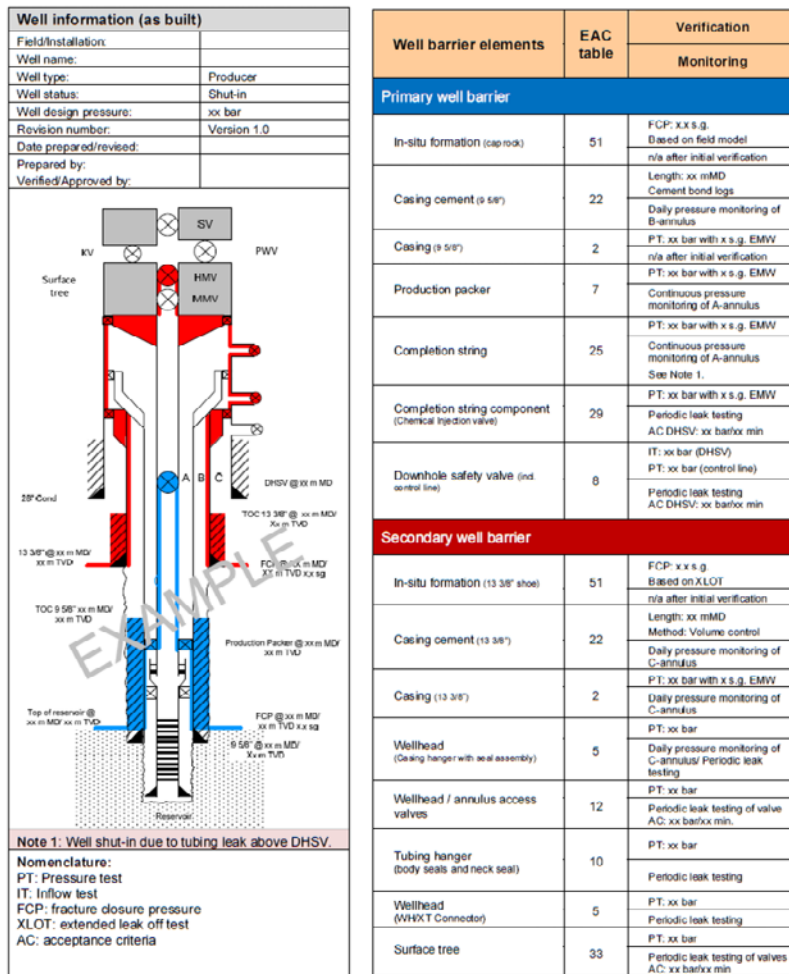 Well information (as built)
Field/Installation:
Well name:
Well type: Producer
Well status: Shut-in
Well design pressure: xx bar
Revision number: Version 1.0
Date prepared/revised:
Prepared by:
Verified/Approved by:
SV
KV
PWV
HMV
MMV
Surface
tree
A B C
DHSV @ xx m MD
28" Cond
TOC 13 3/8" @ xx m MD/
Xx m TVD
13 3/8" @ xx m MD/
xx m TVD
FCP @ xx m MD/
XX m TVD x.x sg
EXAMPLE
TOC 9 5/8" xx m MD/
xx m TVD
Production Packer @ xx m MD/
xx m TVD
Top of reservoir @
xx m MD/ xx m TVD
FCP @ xx m MD/
xx m TVD x.x sg
9 5/8" @ xx m MD/
Xx m TVD
Reservoir
Note 1: Well shut-in due to tubing leak above DHSV.
Nomenclature:
PT: Pressure test
IT: Inflow test
FCP: fracture closure pressure
XLOT: extended leak off test
AC: acceptance criteria
Well barrier elements
EAC
table
Verification
Monitoring
Primary well barrier
In-situ formation (cap rock)
51
FCP: x.x s.g.
Based on field model
n/a after initial verification
Casing cement (9 5/8")
22
Length: xx mMD
Cement bond logs
Daily pressure monitoring of
B-annulus
Casing (9 5/8")
2
PT: xx bar with x s.g. EMW
n/a after initial verification
Production packer
7
PT: xx bar with x s.g. EMW
Continuous pressure
monitoring of A-annulus
Completion string
25
PT: xx bar with x s.g. EMW
Continuous pressure
monitoring of A-annulus
See Note 1.
Completion string component
(Chemical Injection valve)
29
PT: xx bar with x s.g. EMW
Periodic leak testing
AC DHSV: xx bar/xx min
Downhole safety valve (incl.
control line)
8
IT: xx bar (DHSV)
PT: xx bar (control line)
Periodic leak testing
AC DHSV: xx bar/xx min
Secondary well barrier
In-situ formation (13 3/8" shoe)
51
FCP: x.x s.g.
Based on XLOT
n/a after initial verification
Casing cement (13 3/8")
22
Length: xx mMD
Method: Volume control
Daily pressure monitoring of
C-annulus
Casing (13 3/8")
2
PT: xx bar with x s.g. EMW
Daily pressure monitoring of
C-annulus
Wellhead
(Casing hanger with seal assembly)
5
PT: xx bar
Daily pressure monitoring of
C-annulus/ Periodic leak
testing
Wellhead / annulus access
valves
12
PT: xx bar
Periodic leak testing of valve
AC: xx bar/xx min.
Tubing hanger
(body seals and neck seal)
10
PT: xx bar
Periodic leak testing
Wellhead
(WH/XT Connector)
5
PT: xx bar
Periodic leak testing
Surface tree
33
PT: xx bar
Periodic leak testing of valves
AC: xx bar/xx min